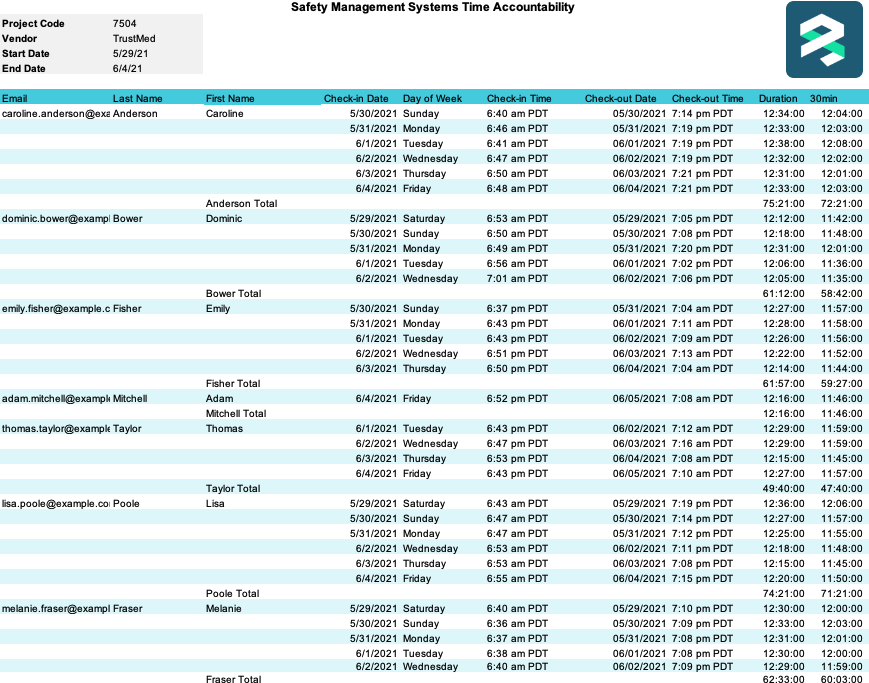 Safety Management Systems Time Accountability
Project Code 7504
Vendor TrustMed
Start Date 5/29/21
End Date 6/4/21
Email Last Name First Name Check-in Date Day of Week Check-in Time Check-out Date Check-out Time Duration 30min
caroline.anderson@exa Anderson Caroline 5/30/2021 Sunday 6:40 am PDT 05/30/2021 7:14 pm PDT 12:34:00 12:04:00
5/31/2021 Monday 6:46 am PDT 05/31/2021 7:19 pm PDT 12:33:00 12:03:00
6/1/2021 Tuesday 6:41 am PDT 06/01/2021 7:19 pm PDT 12:38:00 12:08:00
6/2/2021 Wednesday 6:47 am PDT 06/02/2021 7:19 pm PDT 12:32:00 12:02:00
6/3/2021 Thursday 6:50 am PDT 06/03/2021 7:21 pm PDT 12:31:00 12:01:00
6/4/2021 Friday 6:48 am PDT 06/04/2021 7:21 pm PDT 12:33:00 12:03:00
Anderson Total 75:21:00 72:21:00
dominic.bower@exampl Bower Dominic 5/29/2021 Saturday 6:53 am PDT 05/29/2021 7:05 pm PDT 12:12:00 11:42:00
5/30/2021 Sunday 6:50 am PDT 05/30/2021 7:08 pm PDT 12:18:00 11:48:00
5/31/2021 Monday 6:49 am PDT 05/31/2021 7:20 pm PDT 12:31:00 12:01:00
6/1/2021 Tuesday 6:56 am PDT 06/01/2021 7:02 pm PDT 12:06:00 11:36:00
6/2/2021 Wednesday 7:01 am PDT 06/02/2021 7:06 pm PDT 12:05:00 11:35:00
Bower Total 61:12:00 58:42:00
emily.fisher@example.c Fisher Emily 5/30/2021 Sunday 6:37 pm PDT 05/31/2021 7:04 am PDT 12:27:00 11:57:00
5/31/2021 Monday 6:43 pm PDT 06/01/2021 7:11 am PDT 12:28:00 11:58:00
6/1/2021 Tuesday 6:43 pm PDT 06/02/2021 7:09 am PDT 12:26:00 11:56:00
6/2/2021 Wednesday 6:51 pm PDT 06/03/2021 7:13 am PDT 12:22:00 11:52:00
6/3/2021 Thursday 6:50 pm PDT 06/04/2021 7:04 am PDT 12:14:00 11:44:00
Fisher Total 61:57:00 59:27:00
adam.mitchell@example Mitchell Adam 6/4/2021 Friday 6:52 pm PDT 06/05/2021 7:08 am PDT 12:16:00 11:46:00
Mitchell Total 12:16:00 11:46:00
thomas.taylor@example Taylor Thomas 6/1/2021 Tuesday 6:43 pm PDT 06/02/2021 7:12 am PDT 12:29:00 11:59:00
6/2/2021 Wednesday 6:47 pm PDT 06/03/2021 7:16 am PDT 12:29:00 11:59:00
6/3/2021 Thursday 6:53 pm PDT 06/04/2021 7:08 am PDT 12:15:00 11:45:00
6/4/2021 Friday 6:43 pm PDT 06/05/2021 7:10 am PDT 12:27:00 11:57:00
Taylor Total 49:40:00 47:40:00
lisa.poole@example.co Poole Lisa 5/29/2021 Saturday 6:43 am PDT 05/29/2021 7:19 pm PDT 12:36:00 12:06:00
5/30/2021 Sunday 6:47 am PDT 05/30/2021 7:14 pm PDT 12:27:00 11:57:00
5/31/2021 Monday 6:47 am PDT 05/31/2021 7:12 pm PDT 12:25:00 11:55:00
6/2/2021 Wednesday 6:53 am PDT 06/02/2021 7:11 pm PDT 12:18:00 11:48:00
6/3/2021 Thursday 6:53 am PDT 06/03/2021 7:08 pm PDT 12:15:00 11:45:00
6/4/2021 Friday 6:55 am PDT 06/04/2021 7:15 pm PDT 12:20:00 11:50:00
Poole Total 74:21:00 71:21:00
melanie.fraser@exampl Fraser Melanie 5/29/2021 Saturday 6:40 am PDT 05/29/2021 7:10 pm PDT 12:30:00 12:00:00
5/30/2021 Sunday 6:36 am PDT 05/30/2021 7:09 pm PDT 12:33:00 12:03:00
5/31/2021 Monday 6:37 am PDT 05/31/2021 7:08 pm PDT 12:31:00 12:01:00
6/1/2021 Tuesday 6:38 am PDT 06/01/2021 7:08 pm PDT 12:30:00 12:00:00
6/2/2021 Wednesday 6:40 am PDT 06/02/2021 7:09 pm PDT 12:29:00 11:59:00
Fraser Total 62:33:00 60:03:00